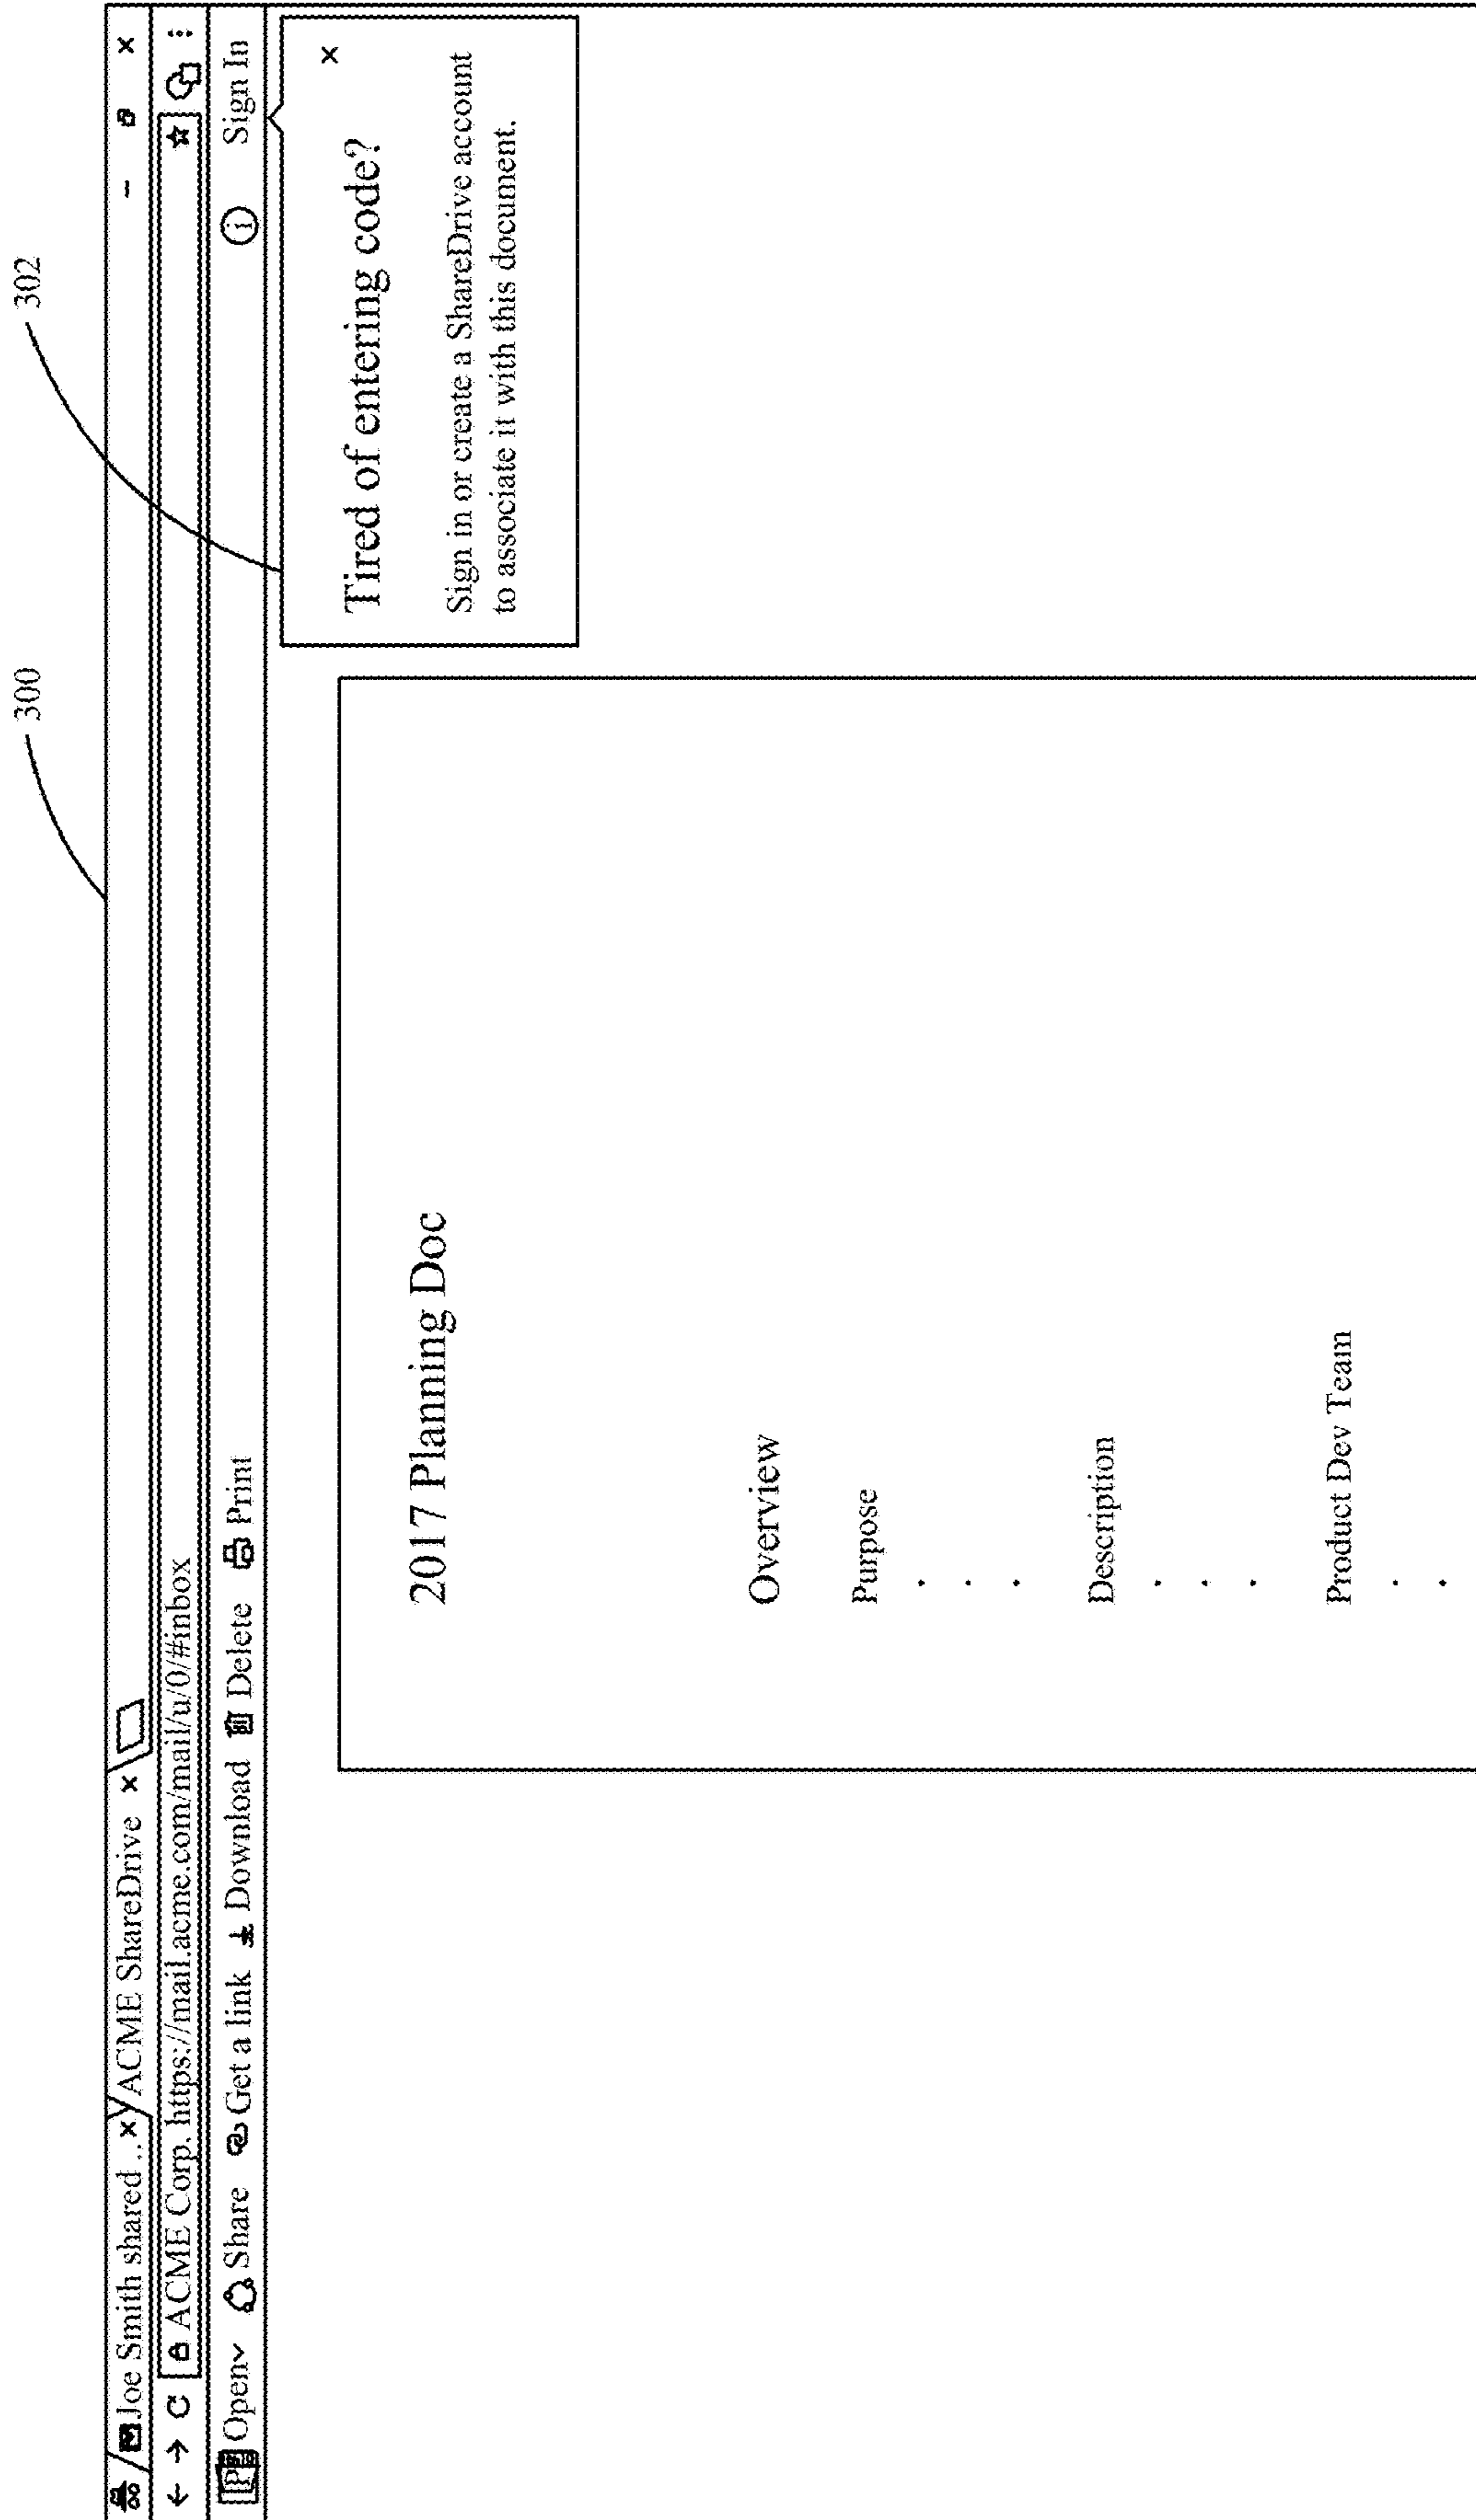 300
302
Joe Smith shared .. × ACME ShareDrive ×
ACME Corp. https://mail.acme.com/mail/u/0/#inbox
Open Share Get a link Download Delete Print Sign In
Tired of entering code?
Sign in or create a ShareDrive account
to associate it with this document.
2017 Planning Doc
Overview
Purpose
Description
Product Dev Team